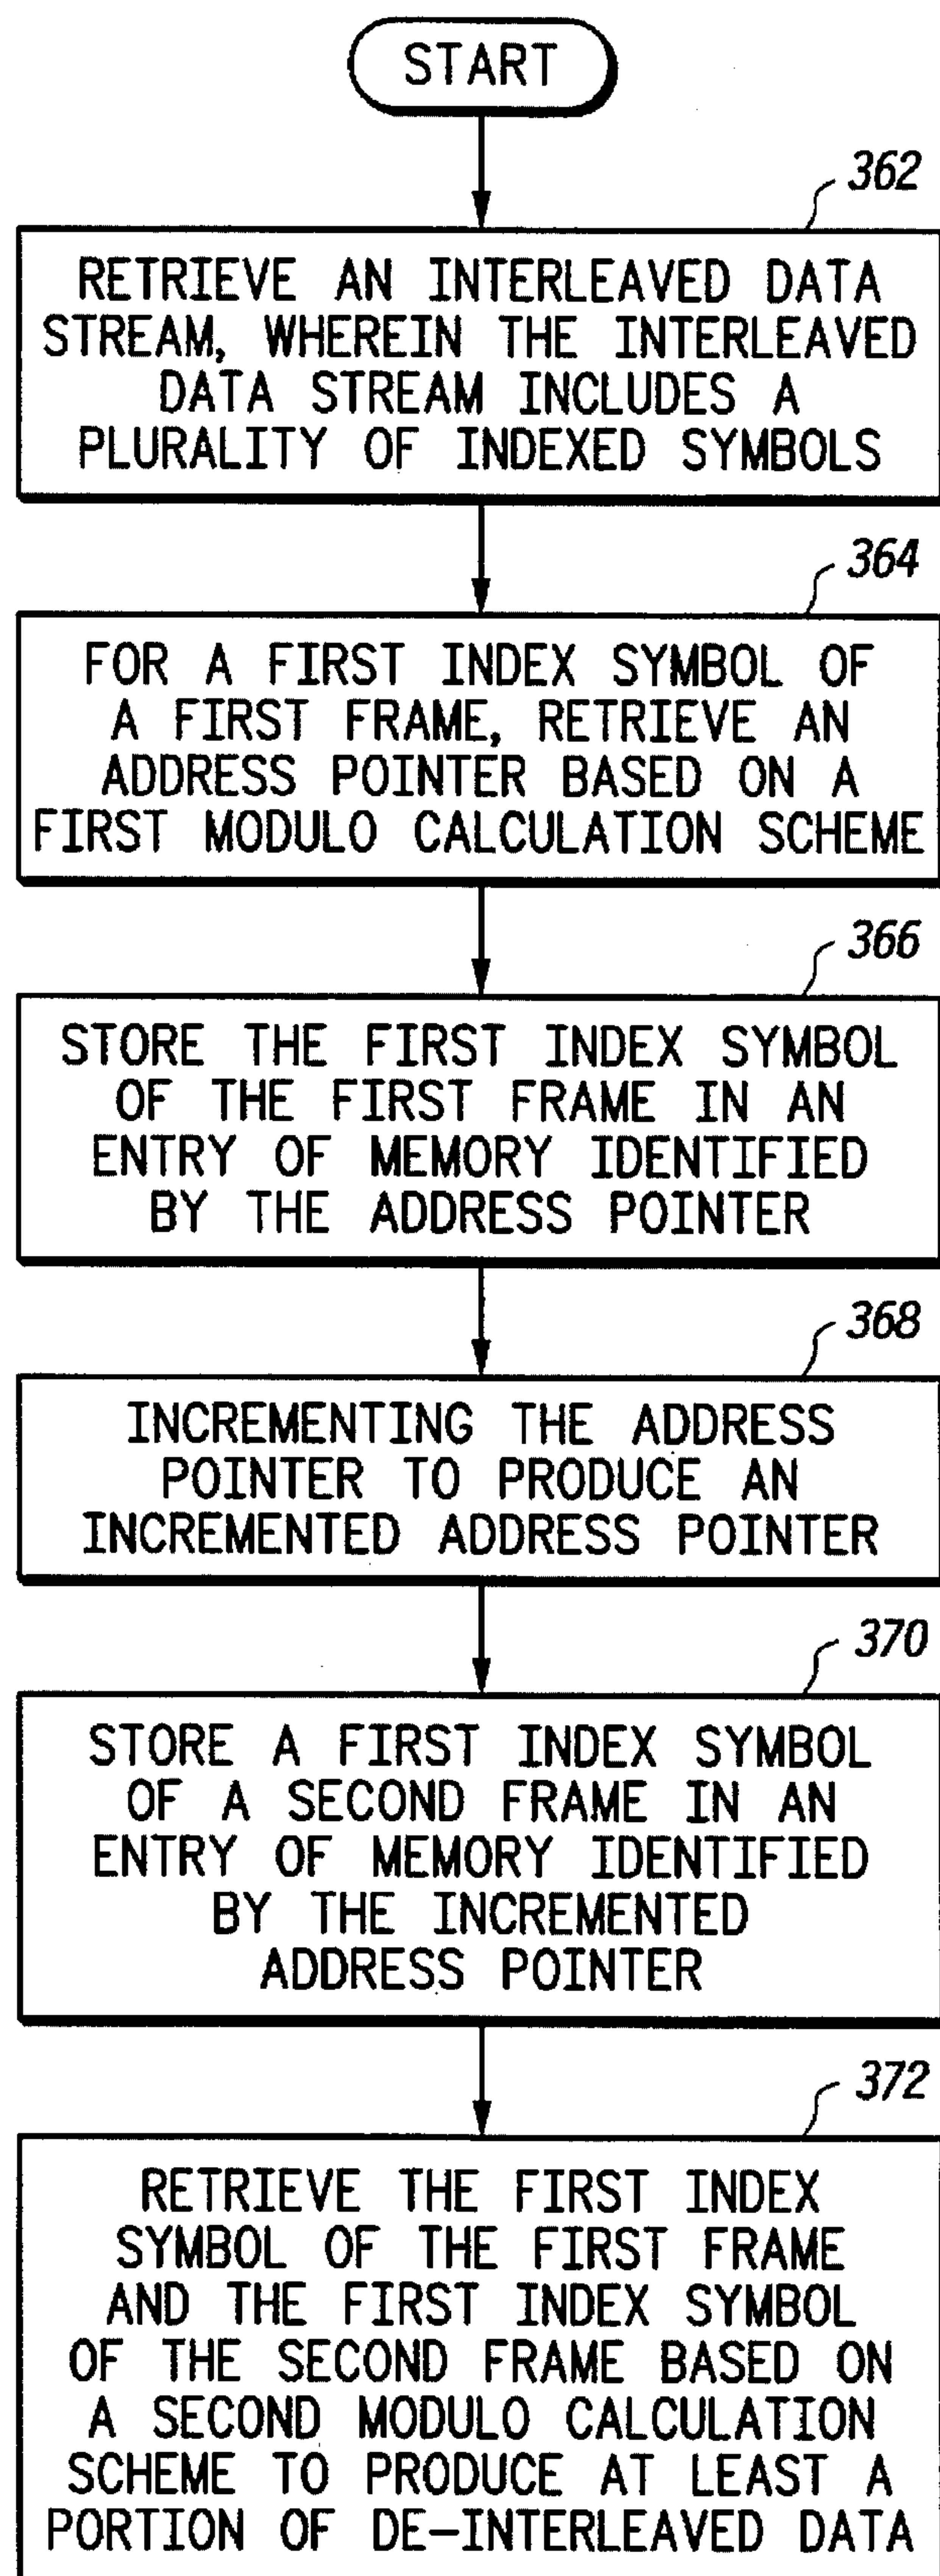 START
362
RETRIEVE AN INTERLEAVED DATA
STREAM, WHEREIN THE INTERLEAVED
DATA STREAM INCLUDES A
PLURALITY OF INDEXED SYMBOLS
364
FOR A FIRST INDEX SYMBOL OF
A FIRST FRAME, RETRIEVE AN
ADDRESS POINTER BASED ON A
FIRST MODULO CALCULATION SCHEME
366
STORE THE FIRST INDEX SYMBOL
OF THE FIRST FRAME IN AN
ENTRY OF MEMORY IDENTIFIED
BY THE ADDRESS POINTER
368
INCREMENTING THE ADDRESS
POINTER TO PRODUCE AN
INCREMENTED ADDRESS POINTER
370
STORE A FIRST INDEX SYMBOL
OF A SECOND FRAME IN AN
ENTRY OF MEMORY IDENTIFIED
BY THE INCREMENTED
ADDRESS POINTER
372
RETRIEVE THE FIRST INDEX
SYMBOL OF THE FIRST FRAME
AND THE FIRST INDEX SYMBOL
OF THE SECOND FRAME BASED ON
A SECOND MODULO CALCULATION
SCHEME TO PRODUCE AT LEAST A
PORTION OF DE-INTERLEAVED DATA